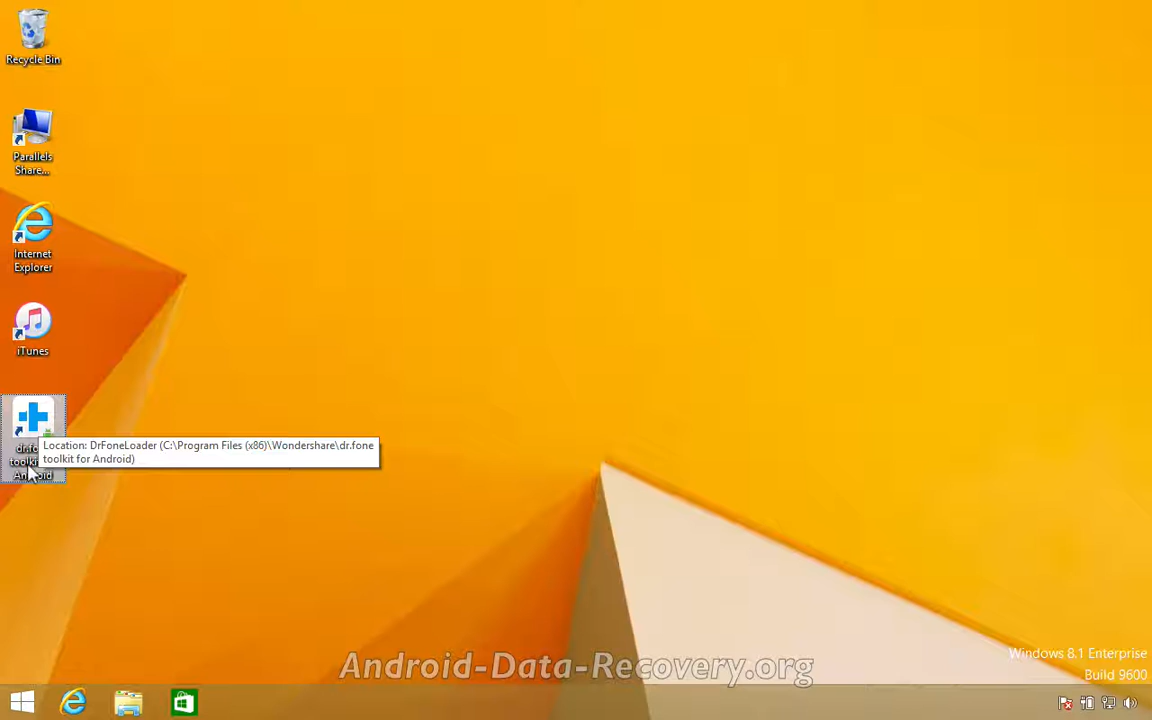 Recycle Bin
Parallels
Share...
Internet
Explorer
iTunes
Location: DrFoneLoader (C:\Program Files (x86)\Wondershare\dr.fone
toolkit for Android)
Android-Data-Recovery.org
Windows 8.1 Enterprise
Build 9600